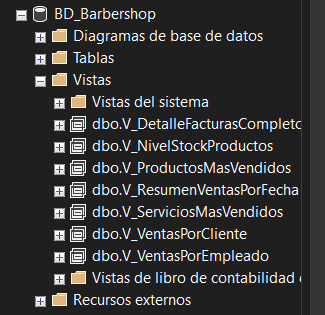 BD_Barbershop
Diagramas de base de datos
Tablas
Vistas
Vistas del sistema
dbo.V_DetalleFacturasCompleto
dbo.V_NivelStockProductos
dbo.V_ProductosMasVendidos
dbo.V_ResumenVentasPorFecha
dbo.V_ServiciosMasVendidos
dbo.V_VentasPorCliente
dbo.V_VentasPorEmpleado
Vistas de libro de contabilidad
Recursos externos